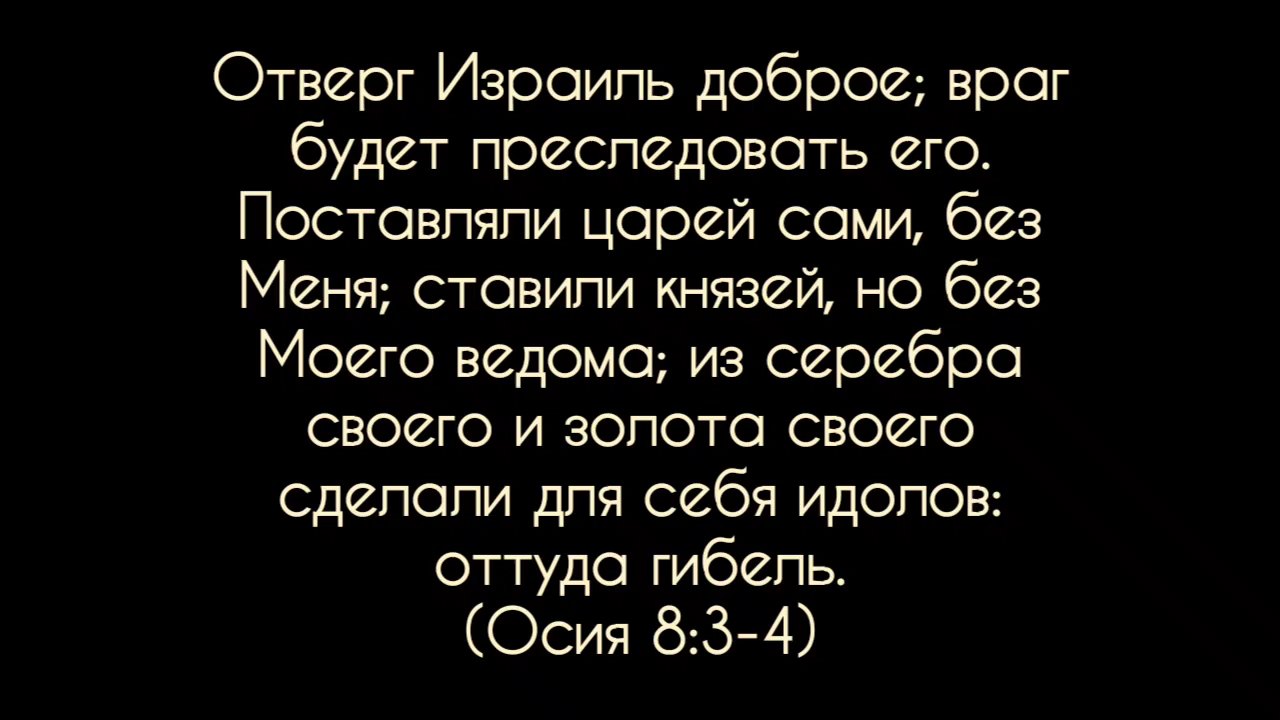 Отверг Израиль доброе; враг
будет преследовать его.
Поставляли царей сами, без
Меня; ставили князей, но без
Моего ведома; из серебра
своего и золота своего
сделали для себя идолов:
оттуда гибель.
(Осия 8:3-4)